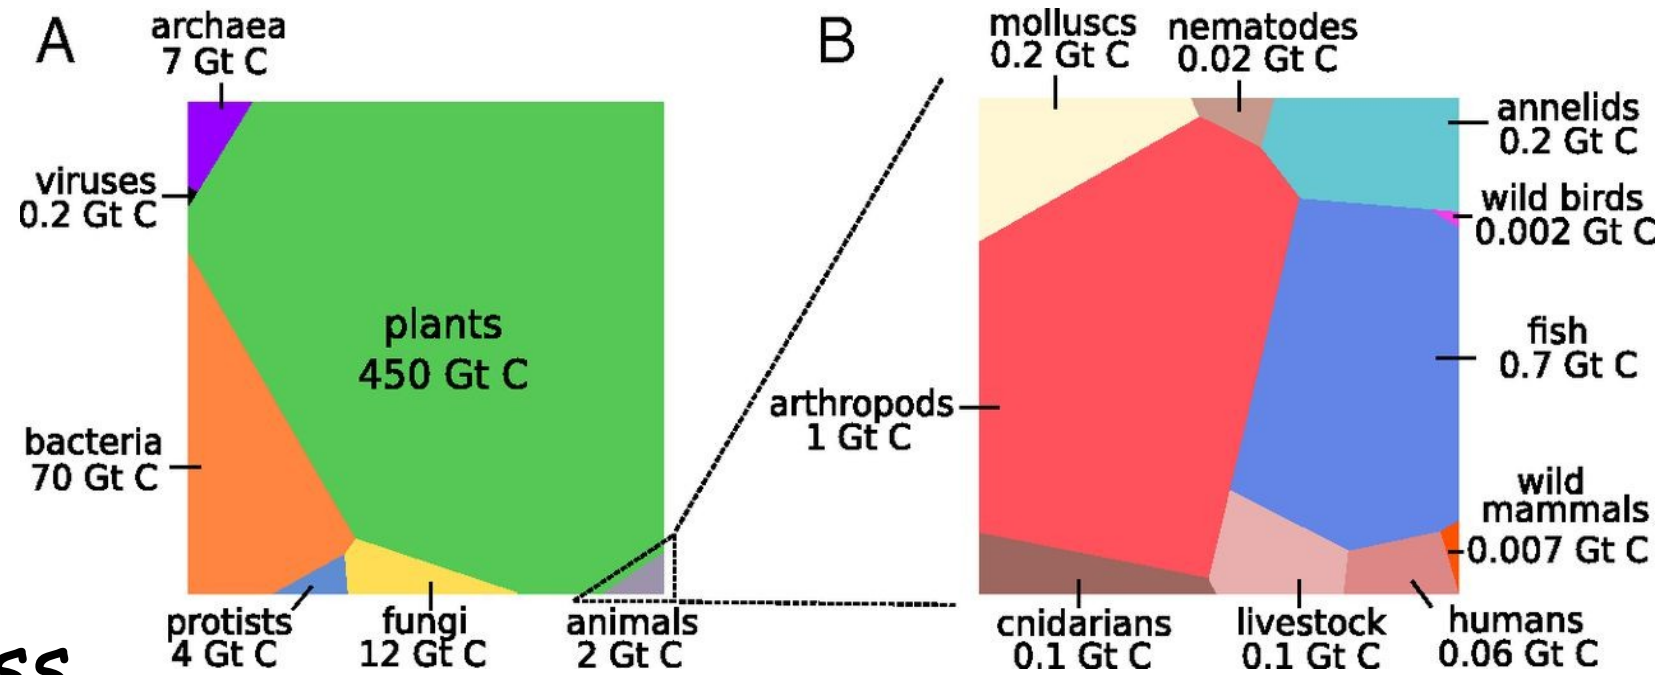 A
archaea
7 Gt C
viruses
0.2 Gt C
plants
450 Gt C
bacteria
70 Gt C
protists
4 Gt C
fungi
12 Gt C
animals
2 Gt C
B
molluscs
0.2 Gt C
nematodes
0.02 Gt C
annelids
0.2 Gt C
wild birds
0.002 Gt C
fish
0.7 Gt C
arthropods
1 Gt C
wild
mammals
0.007 Gt C
cnidarians
0.1 Gt C
livestock
0.1 Gt C
humans
0.06 Gt C